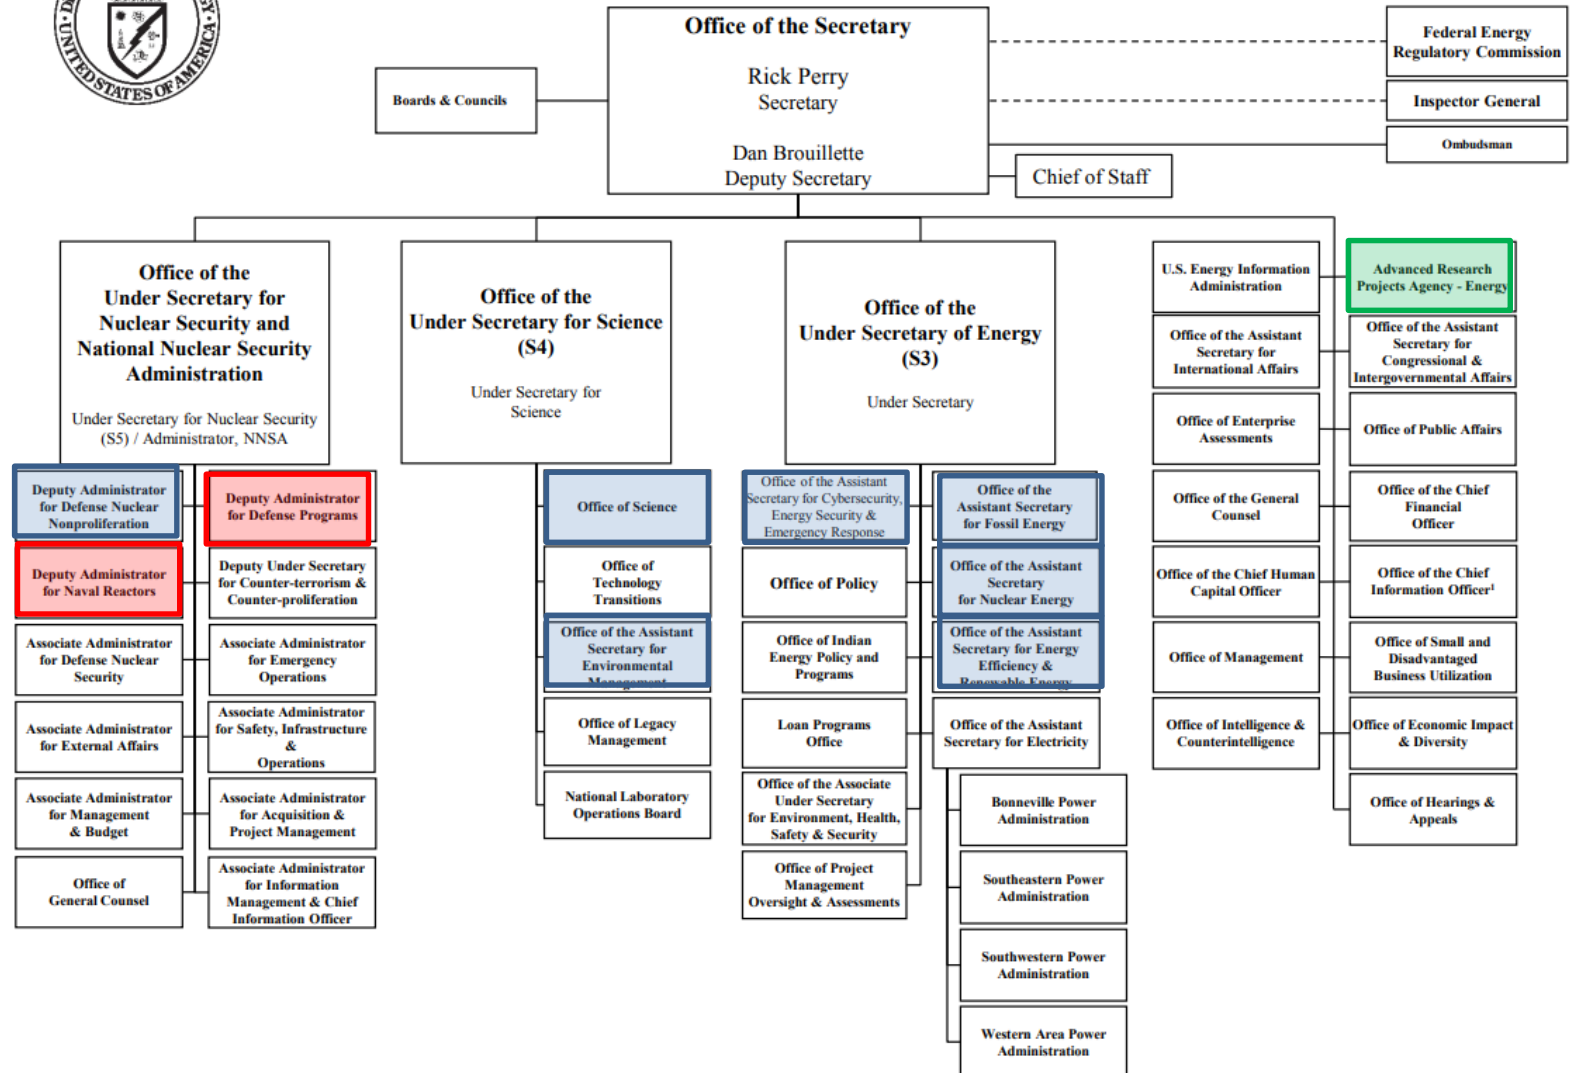 UNITED STATES OF AMERICA
Office of the Secretary
Rick Perry
Secretary
Dan Brouillette
Deputy Secretary
Boards & Councils
Federal Energy
Regulatory Commission
Inspector General
Ombudsman
Chief of Staff
Office of the
Under Secretary for
Nuclear Security and
National Nuclear Security
Administration
Under Secretary for Nuclear Security
(S5) / Administrator, NNSA
Deputy Administrator
for Defense Nuclear
Nonproliferation
Deputy Administrator
for Defense Programs
Deputy Administrator
for Naval Reactors
Deputy Under Secretary
for Counter-terrorism &
Counter-proliferation
Associate Administrator
for Defense Nuclear
Security
Associate Administrator
for Emergency
Operations
Associate Administrator
for External Affairs
Associate Administrator
for Safety, Infrastructure
&
Operations
Associate Administrator
for Management
& Budget
Associate Administrator
for Acquisition &
Project Management
Office of
General Counsel
Associate Administrator
for Information
Management & Chief
Information Officer
Office of the
Under Secretary for Science
(S4)
Under Secretary for
Science
Office of Science
Office of
Technology
Transitions
Office of the Assistant
Secretary for
Environmental
Management
Office of Legacy
Management
National Laboratory
Operations Board
Office of the
Under Secretary of Energy
(S3)
Under Secretary
Office of the Assistant
Secretary for Cybersecurity,
Energy Security &
Emergency Response
Office of the
Assistant Secretary
for Fossil Energy
Office of Policy
Office of the Assistant
Secretary
for Nuclear Energy
Office of Indian
Energy Policy and
Programs
Office of the Assistant
Secretary for Energy
Efficiency &
Renewable Energy
Loan Programs
Office
Office of the Assistant
Secretary for Electricity
Office of the Associate
Under Secretary
for Environment, Health,
Safety & Security
Office of Project
Management
Oversight & Assessments
Bonneville Power
Administration
Southeastern Power
Administration
Southwestern Power
Administration
Western Area Power
Administration
U.S. Energy Information
Administration
Advanced Research
Projects Agency - Energy
Office of the Assistant
Secretary for
International Affairs
Office of the Assistant
Secretary for
Congressional &
Intergovernmental Affairs
Office of Enterprise
Assessments
Office of Public Affairs
Office of the General
Counsel
Office of the Chief
Financial
Officer
Office of the Chief Human
Capital Officer
Office of the Chief
Information Officer¹
Office of Management
Office of Small and
Disadvantaged
Business Utilization
Office of Intelligence &
Counterintelligence
Office of Economic Impact
& Diversity
Office of Hearings &
Appeals